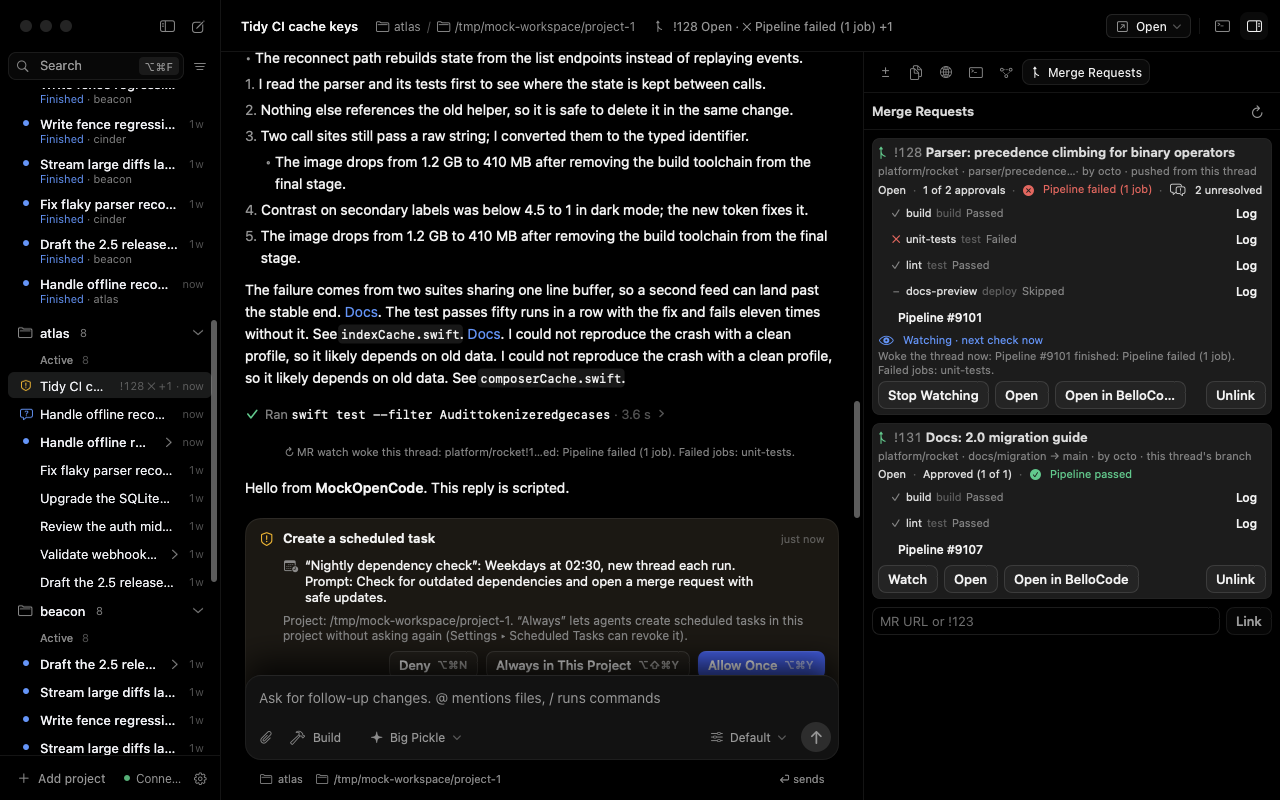 Tidy CI cache keys
atlas / /tmp/mock-workspace/project-1
!128 Open · × Pipeline failed (1 job) +1
Open
Search ⌥⌘F
Finished · beacon
Write fence regressi... 1w
Finished · cinder
Stream large diffs la... 1w
Finished · beacon
Fix flaky parser reco... 1w
Finished · cinder
Draft the 2.5 release... 1w
Finished · beacon
Handle offline reco... now
Finished · atlas
atlas 8
Active 8
Tidy CI c... !128 × +1 · now
Handle offline reco... now
Handle offline r... now
Fix flaky parser reco... 1w
Upgrade the SQLite... 1w
Review the auth mid... 1w
Validate webhook... 1w
Draft the 2.5 release... 1w
beacon 8
Active 8
Draft the 2.5 rele... 1w
Stream large diffs la... 1w
Write fence regressi... 1w
Stream large diffs la... 1w
Add project
Conne...
• The reconnect path rebuilds state from the list endpoints instead of replaying events.
1. I read the parser and its tests first to see where the state is kept between calls.
2. Nothing else references the old helper, so it is safe to delete it in the same change.
3. Two call sites still pass a raw string; I converted them to the typed identifier.
• The image drops from 1.2 GB to 410 MB after removing the build toolchain from the
final stage.
4. Contrast on secondary labels was below 4.5 to 1 in dark mode; the new token fixes it.
5. The image drops from 1.2 GB to 410 MB after removing the build toolchain from the final
stage.
The failure comes from two suites sharing one line buffer, so a second feed can land past
the stable end. Docs. The test passes fifty runs in a row with the fix and fails eleven times
without it. See indexCache.swift. Docs. I could not reproduce the crash with a clean
profile, so it likely depends on old data. I could not reproduce the crash with a clean profile,
so it likely depends on old data. See composerCache.swift.
Ran swift test --filter Audittokenizeredgecases · 3.6 s
MR watch woke this thread: platform/rocket!1...ed: Pipeline failed (1 job). Failed jobs: unit-tests.
Hello from MockOpenCode. This reply is scripted.
Create a scheduled task just now
“Nightly dependency check”: Weekdays at 02:30, new thread each run.
Prompt: Check for outdated dependencies and open a merge request with
safe updates.
Project: /tmp/mock-workspace/project-1. “Always” lets agents create scheduled tasks in this
project without asking again (Settings ▸ Scheduled Tasks can revoke it).
Deny ⌥⌘N
Always in This Project ⌥⇧⌘Y
Allow Once ⌥⌘Y
Ask for follow-up changes. @ mentions files, / runs commands
Build
Big Pickle
Default
atlas /tmp/mock-workspace/project-1
⏎ sends
Merge Requests
Merge Requests
!128 Parser: precedence climbing for binary operators
platform/rocket · parser/precedence... · by octo · pushed from this thread
Open · 1 of 2 approvals · Pipeline failed (1 job) · 2 unresolved
build build Passed Log
unit-tests test Failed Log
lint test Passed Log
docs-preview deploy Skipped Log
Pipeline #9101
Watching · next check now
Woke the thread now: Pipeline #9101 finished: Pipeline failed (1 job).
Failed jobs: unit-tests.
Stop Watching
Open
Open in BelloCo...
Unlink
!131 Docs: 2.0 migration guide
platform/rocket · docs/migration → main · by octo · this thread's branch
Open · Approved (1 of 1) · Pipeline passed
build build Passed Log
lint test Passed Log
Pipeline #9107
Watch
Open
Open in BelloCode
Unlink
MR URL or !123
Link